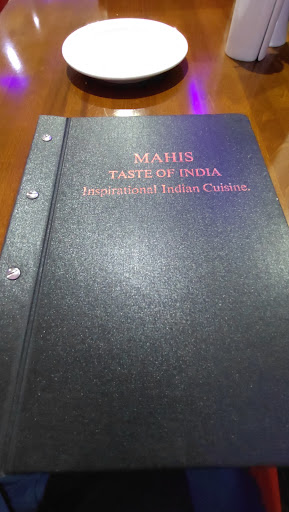 MAHIS
TASTE OF INDIA
Inspirational Indian Cuisine.